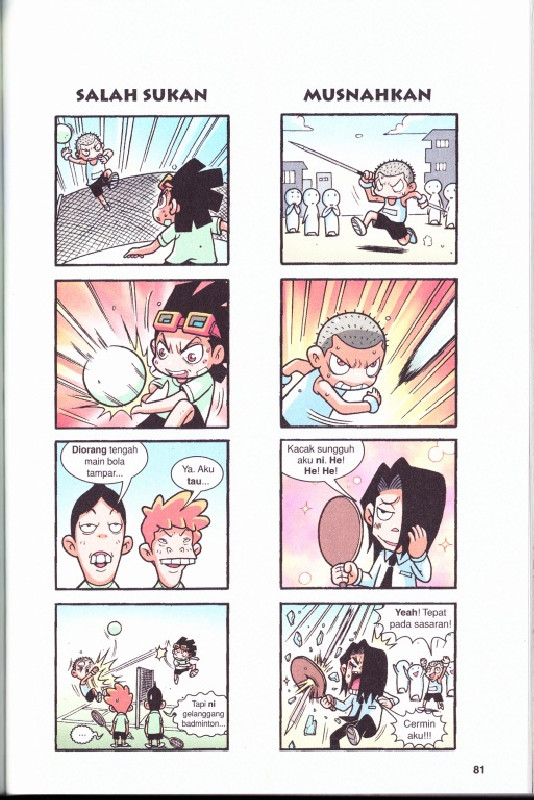 SALAH SUKAN
Diorang tengah
main bola
tampar...
Ya. Aku
tau...
Tapi ni
gelanggang
badminton...
...
MUSNAHKAN
Kacak sungguh
aku ni. He!
He! He!
Yeah! Tepat
pada sasaran!
Cermin
aku!!!
81